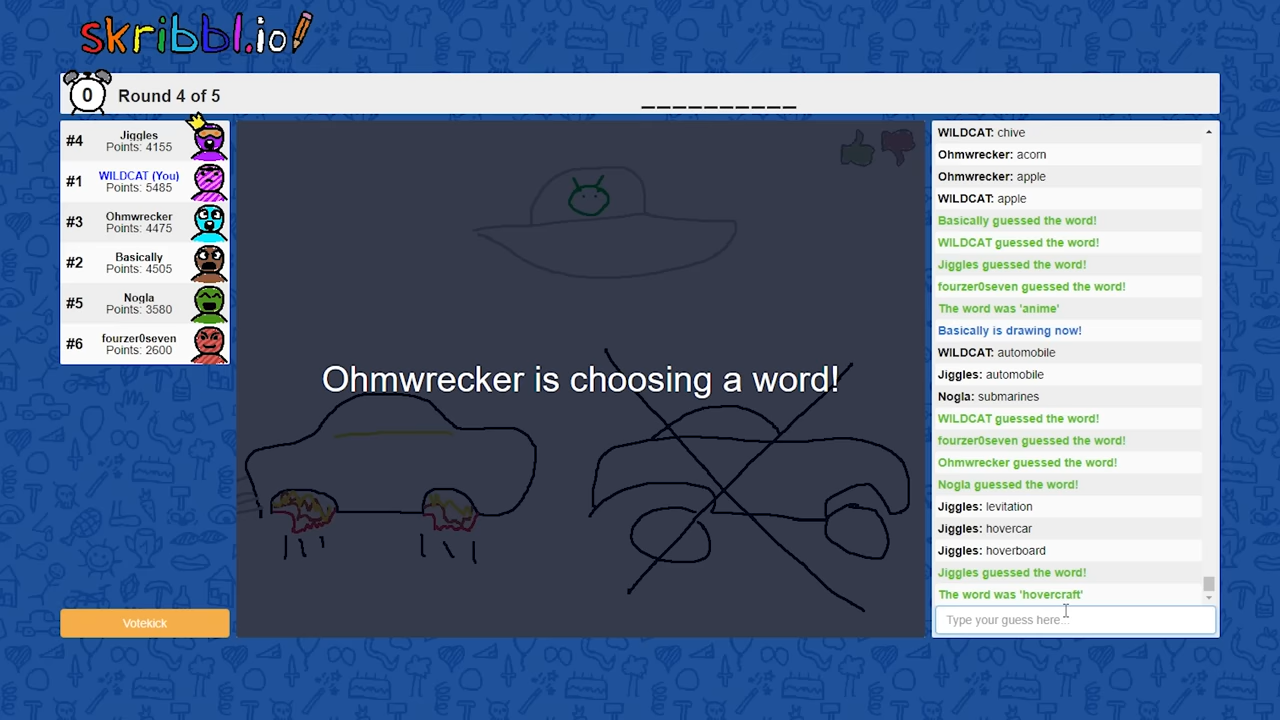 skribbl.io!
0
Round 4 of 5
__________
#4
Jiggles
Points: 4155
#1
WILDCAT (You)
Points: 5485
#3
Ohmwrecker
Points: 4475
#2
Basically
Points: 4505
#5
Nogla
Points: 3580
#6
fourzer0seven
Points: 2600
Votekick
Ohmwrecker is choosing a word!
WILDCAT: chive
Ohmwrecker: acorn
Ohmwrecker: apple
WILDCAT: apple
Basically guessed the word!
WILDCAT guessed the word!
Jiggles guessed the word!
fourzer0seven guessed the word!
The word was 'anime'
Basically is drawing now!
WILDCAT: automobile
Jiggles: automobile
Nogla: submarines
WILDCAT guessed the word!
fourzer0seven guessed the word!
Ohmwrecker guessed the word!
Nogla guessed the word!
Jiggles: levitation
Jiggles: hovercar
Jiggles: hoverboard
Jiggles guessed the word!
The word was 'hovercraft'
Type your guess here...